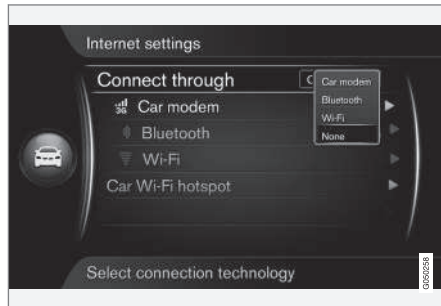 Internet settings
Connect through
Car modem
Bluetooth
Wi-Fi
None
3G Car modem
Bluetooth
Wi-Fi
Car Wi-Fi hotspot
Select connection technology
G050258